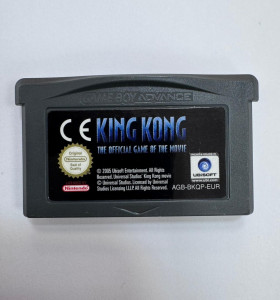 GAME BOY ADVANCE
CE KING KONG
THE OFFICIAL GAME OF THE MOVIE
Original
Nintendo
Seal of
Quality
Nintendo
© 2005 Ubisoft Entertainment. All Rights
Reserved. Universal Studios' King Kong movie
© Universal Studios. Licensed by Universal
Studios Licensing LLLP. All Rights Reserved.
UBISOFT
AGB-BKQP-EUR